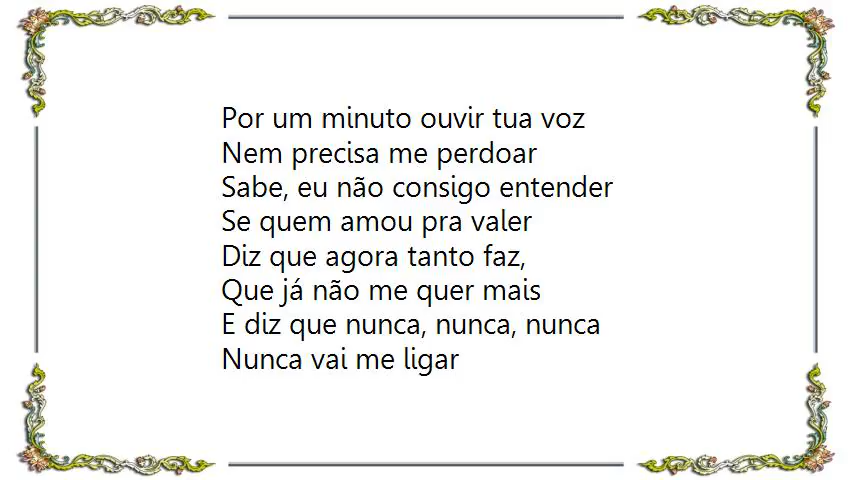 Por um minuto ouvir tua voz
Nem precisa me perdoar
Sabe, eu não consigo entender
Se quem amou pra valer
Diz que agora tanto faz,
Que já não me quer mais
E diz que nunca, nunca, nunca
Nunca vai me ligar